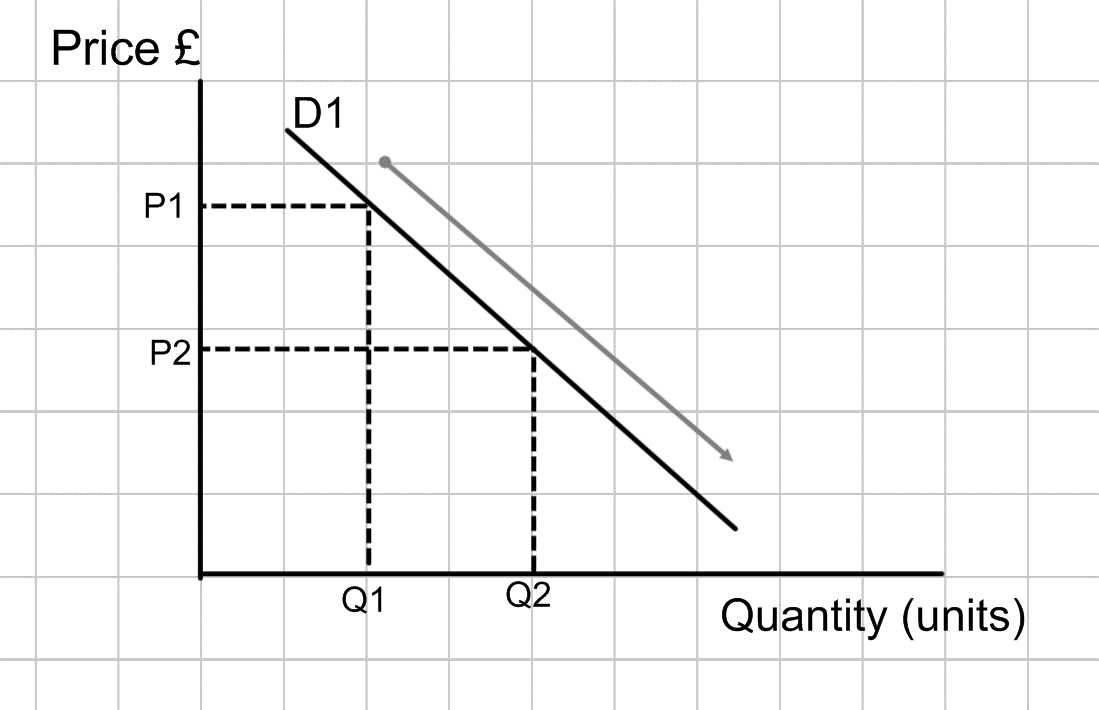 Price £
D1
P1
P2
Q1
Q2
Quantity (units)